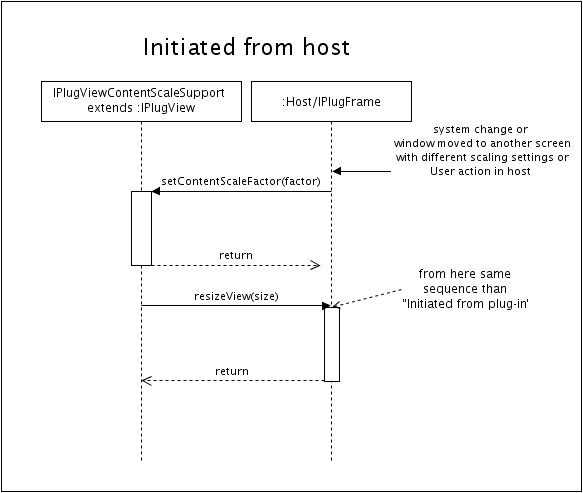 Initiated from host
IPlugViewContentScaleSupport
extends :IPlugView
:Host/IPlugFrame
system change or
window moved to another screen
with different scaling settings or
User action in host
setContentScaleFactor(factor)
return
from here same
sequence than
"Initiated from plug-in'
resizeView(size)
return